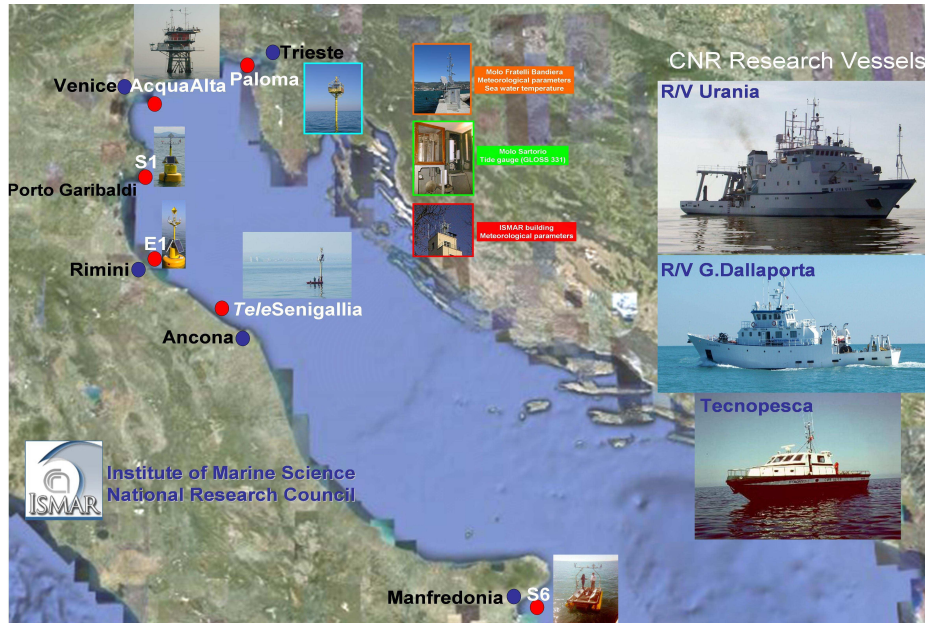 Trieste
Venice
AcquaAlta
Paloma
S1
Porto Garibaldi
E1
Rimini
TeleSenigallia
Ancona
Molo Fratelli Bandiera
Meteorological parameters
Sea water temperature
Molo Sartorio
Tide gauge (GLOSS 331)
ISMAR building
Meteorological parameters
CNR Research Vessels
R/V Urania
R/V G.Dallaporta
Tecnopesca
ISMAR
Institute of Marine Science
National Research Council
Manfredonia
S6